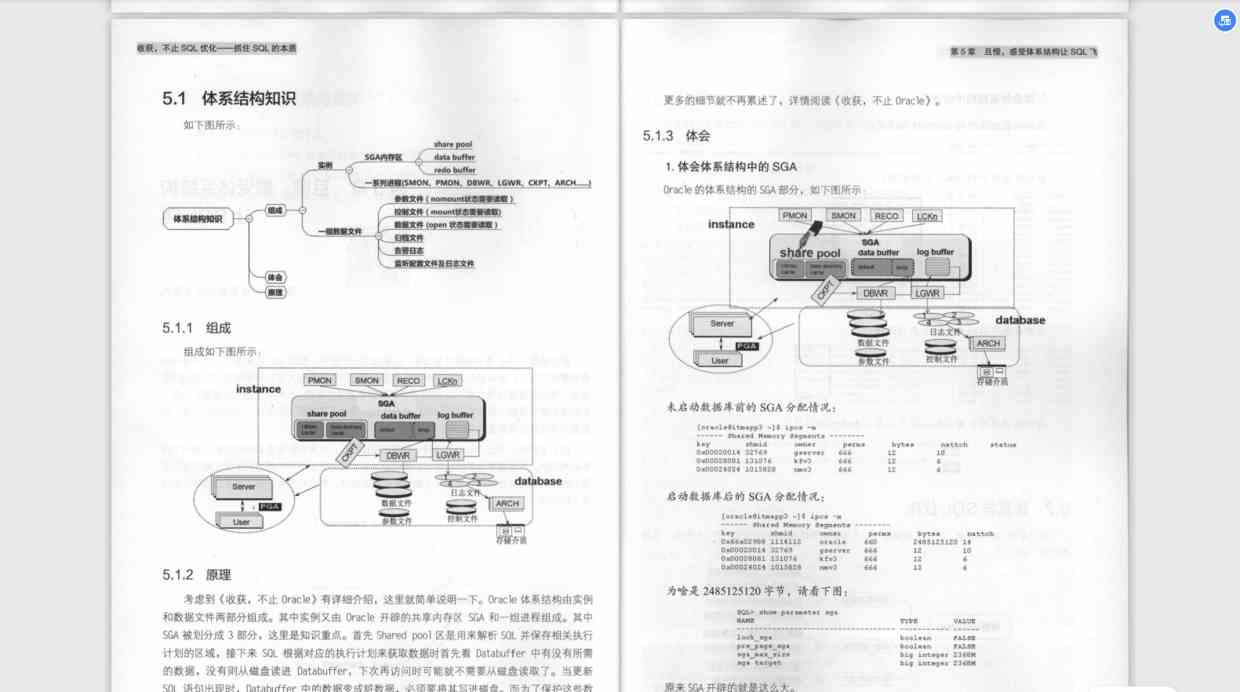 收获，不止 SQL 优化——抓住 SQL 的本质
5.1 体系结构知识
如下图所示：
体系结构知识
组成
体会
原理
实例
SGA内存区
share pool
data buffer
redo buffer
一系列进程(SMON、PMON、DBWR、LGWR、CKPT、ARCH......)
一组数据文件
参数文件（nomount状态需要读取）
控制文件（mount状态需要读取）
数据文件（open 状态需要读取）
归档文件
告警日志
监听配置文件及日志文件
5.1.1 组成
组成如下图所示：
instance
PMON SMON RECO LCKn
SGA
share pool data buffer log buffer
CKPT
DBWR LGWR
Server
PGA
User
database
数据文件
参数文件
日志文件
控制文件
ARCH
存储介质
5.1.2 原理
考虑到《收获，不止 Oracle》有详细介绍，这里就简单说明一下。Oracle 体系结构由实例
和数据文件两部分组成。其中实例又由 Oracle 开辟的共享内存区 SGA 和一组进程组成。其中
SGA 被划分成 3 部分，这里是知识重点。首先 Shared pool 区是用来解析 SQL 并保存相关执行
计划的区域，接下来 SQL 根据对应的执行计划来获取数据时首先看 Databuffer 中有没有所需
的数据，没有则从磁盘读进 Databuffer，下次再访问时可能就不需要从磁盘读取了。当更新
SQL 语句出现时，Databuffer 中的数据变成脏数据，必须要将其写进磁盘。而为了保护这些数
第 5 章 且慢，感受体系结构让 SQL 飞
更多的细节就不再累述了，详情阅读《收获，不止 Oracle》。
5.1.3 体会
1. 体会体系结构中的 SGA
Oracle 的体系结构的 SGA 部分，如下图所示：
instance
PMON SMON RECO LCKn
SGA
share pool data buffer log buffer
CKPT
DBWR LGWR
Server
PGA
User
database
数据文件
参数文件
1 2
4 3
日志文件
控制文件
ARCH
存储介质
未启动数据库前的 SGA 分配情况：
[oracle@itmapp3 ~]$ ipcs -m
------ Shared Memory Segments --------
key shmid owner perms bytes nattch status
0x00020014 32769 gserver 666 12 10
0x00028081 131076 kfv3 666 12 6
0x00024024 1015828 nmv3 666 12 6
启动数据库后的 SGA 分配情况：
[oracle@itmapp3 ~]$ ipcs -m
------ Shared Memory Segments --------
key shmid owner perms bytes nattch
1114112 oracle 660 2485125120 14
0x00020014 32769 gserver 666 12 10
0x00028081 131076 kfv3 666 12 6
0x00024024 1015828 nmv3 666 12 6
为啥是 2485125120 字节，请看下图：
SQL> show parameter sga
NAME TYPE VALUE
lock_sga boolean FALSE
pre_page_sga boolean FALSE
sga_max_size big integer 2368M
sga_target big integer 2368M
原来 SGA 开辟的就是这么大。